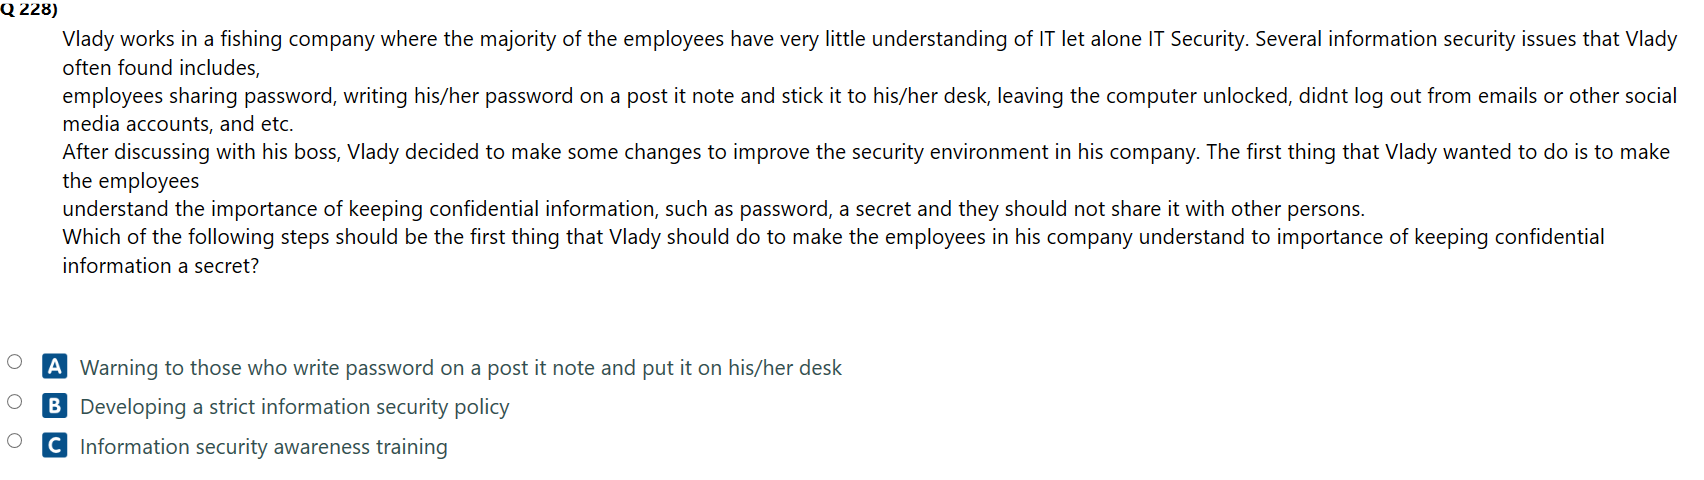 Q 228)
Vlady works in a fishing company where the majority of the employees have very little understanding of IT let alone IT Security. Several information security issues that Vlady
often found includes,
employees sharing password, writing his/her password on a post it note and stick it to his/her desk, leaving the computer unlocked, didnt log out from emails or other social
media accounts, and etc.
After discussing with his boss, Vlady decided to make some changes to improve the security environment in his company. The first thing that Vlady wanted to do is to make
the employees
understand the importance of keeping confidential information, such as password, a secret and they should not share it with other persons.
Which of the following steps should be the first thing that Vlady should do to make the employees in his company understand to importance of keeping confidential
information a secret?
A Warning to those who write password on a post it note and put it on his/her desk
B Developing a strict information security policy
C Information security awareness training